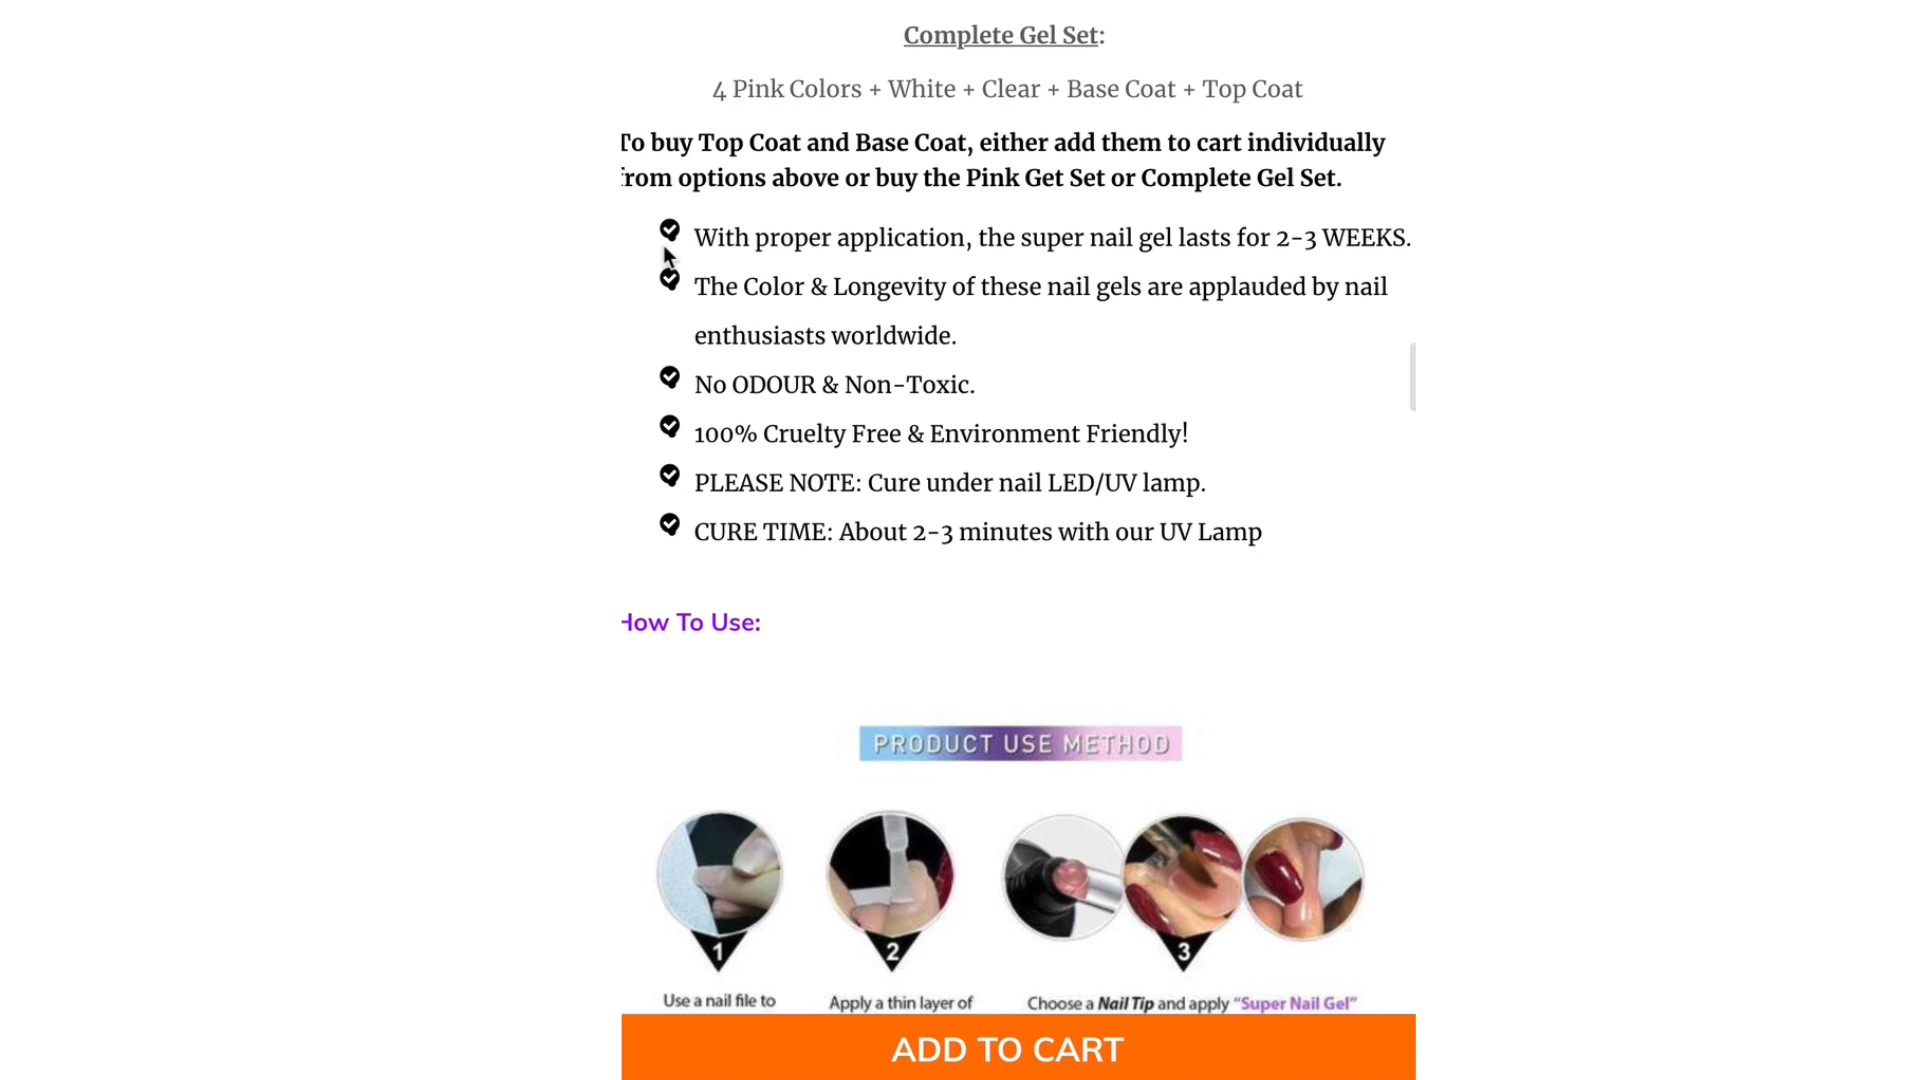 Complete Gel Set:
4 Pink Colors + White + Clear + Base Coat + Top Coat
To buy Top Coat and Base Coat, either add them to cart individually
from options above or buy the Pink Get Set or Complete Gel Set.
With proper application, the super nail gel lasts for 2-3 WEEKS.
The Color & Longevity of these nail gels are applauded by nail
enthusiasts worldwide.
No ODOUR & Non-Toxic.
100% Cruelty Free & Environment Friendly!
PLEASE NOTE: Cure under nail LED/UV lamp.
CURE TIME: About 2-3 minutes with our UV Lamp
How To Use:
PRODUCT USE METHOD
1
2
3
Use a nail file to
Apply a thin layer of
Choose a Nail Tip and apply “Super Nail Gel”
ADD TO CART